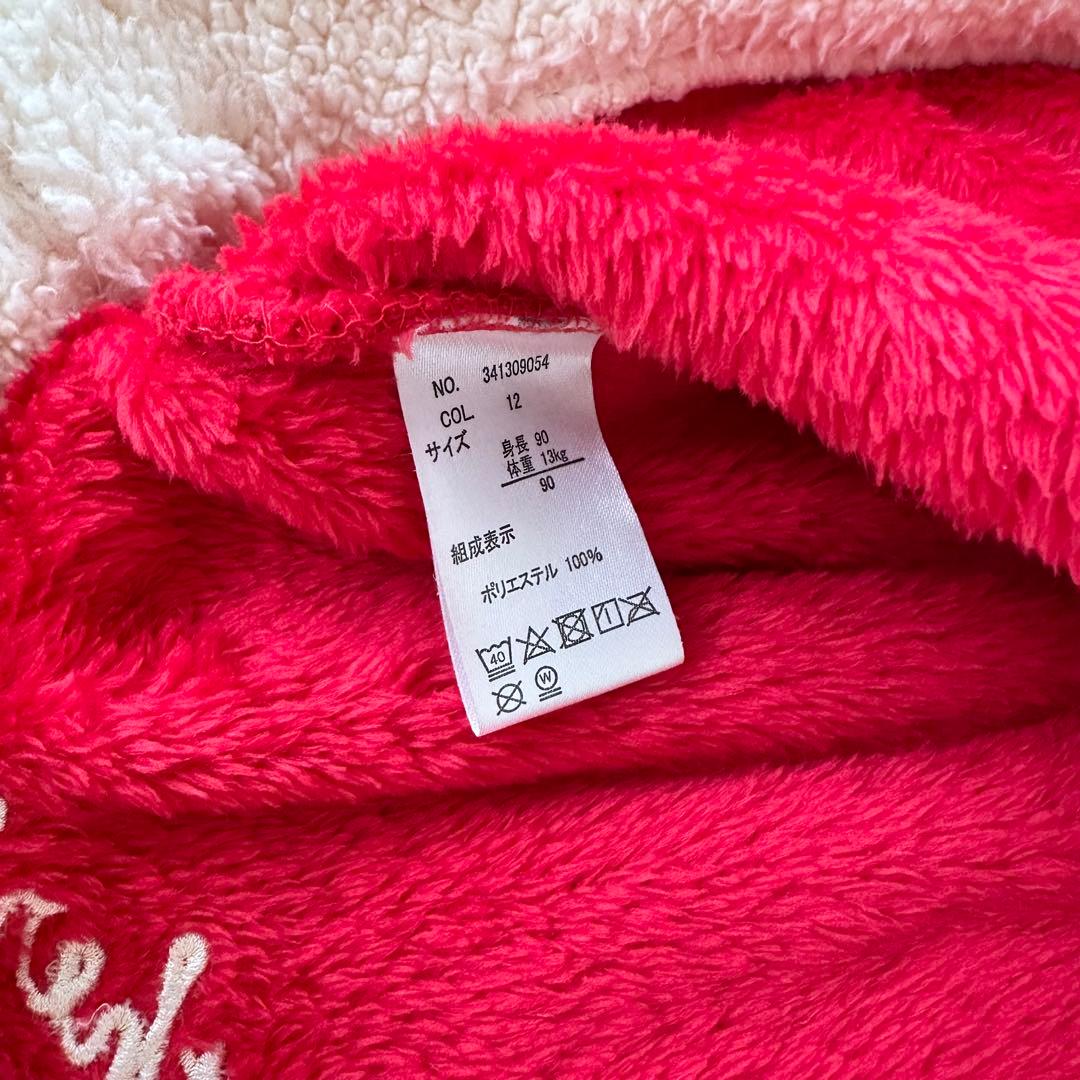 NO. 341309054
COL. 12
サイズ 身長 90
体重 13kg
90
組成表示
ポリエステル 100%
40
W